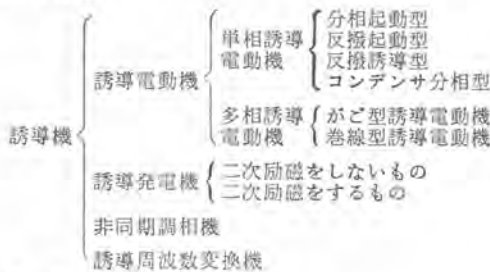 誘導機
誘導電動機
単相誘導
電動機
分相起動型
反撥起動型
反撥誘導型
コンデンサ分相型
多相誘導
電動機
がご型誘導電動機
巻線型誘導電動機
誘導発電機
二次励磁をしないもの
二次励磁をするもの
非同期調相機
誘導周波数変換機